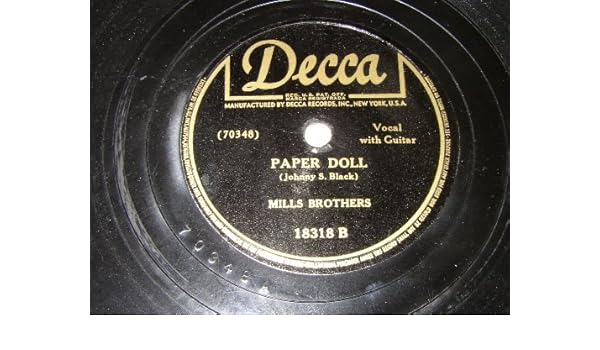 Decca
REG. U.S. PAT. OFF.
MARCA REGISTRADA
MANUFACTURED BY DECCA RECORDS, INC., NEW YORK, U.S.A.
(70348)
Vocal
with Guitar
PAPER DOLL
(Johnny S. Black)
MILLS BROTHERS
18318 B
70348A